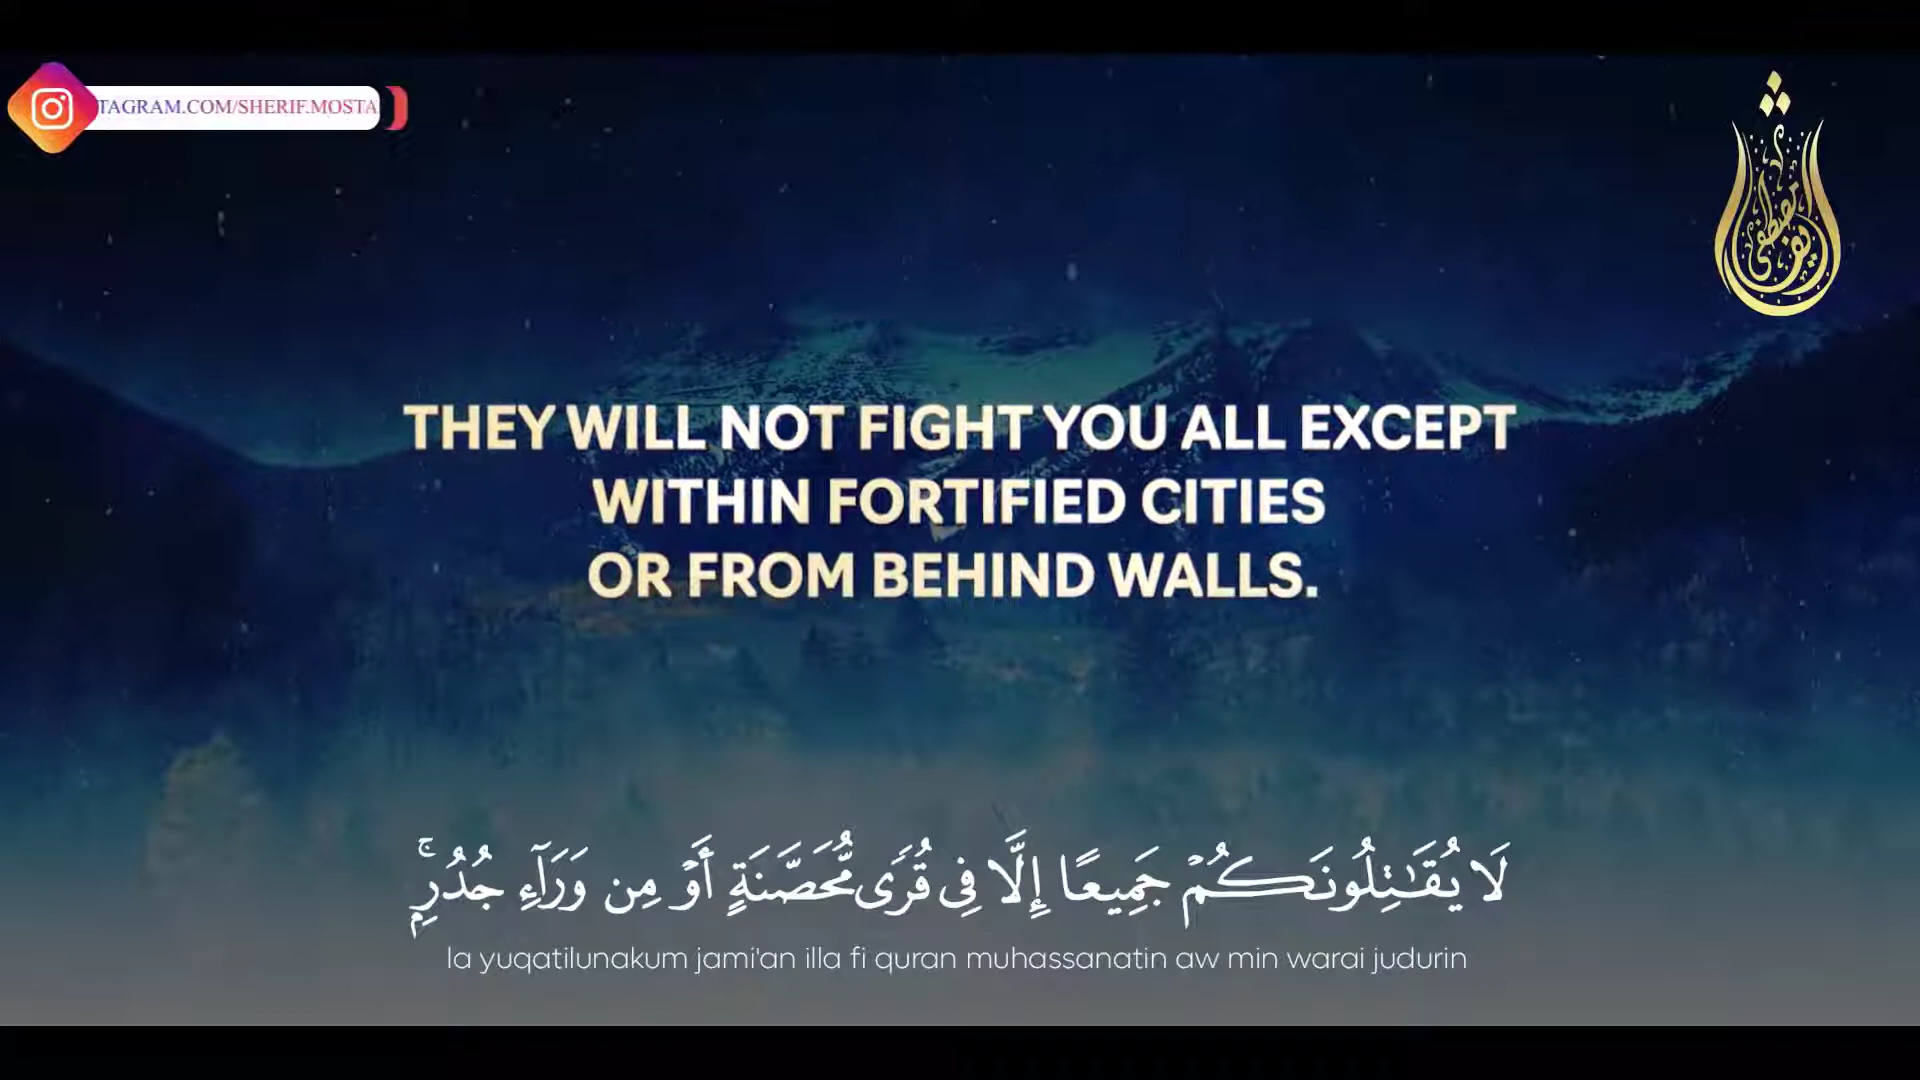 TAGRAM.COM/SHERIF.MOSTA
THEY WILL NOT FIGHT YOU ALL EXCEPT
WITHIN FORTIFIED CITIES
OR FROM BEHIND WALLS.
لَا يُقَـٰتِلُونَكُمْ جَمِيعًا إِلَّا فِى قُرًى مُّحَصَّنَةٍ أَوْ مِن وَرَآءِ جُدُرٍۭ ۚ
la yuqatilunakum jami'an illa fi quran muhassanatin aw min warai judurin